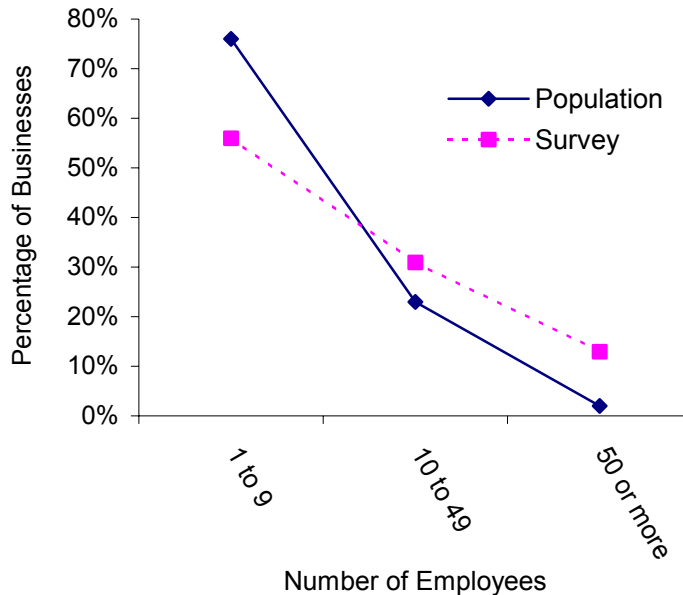 Percentage of Businesses
80%
70%
60%
50%
40%
30%
20%
10%
0%
Population
Survey
1 to 9
10 to 49
50 or more
Number of Employees